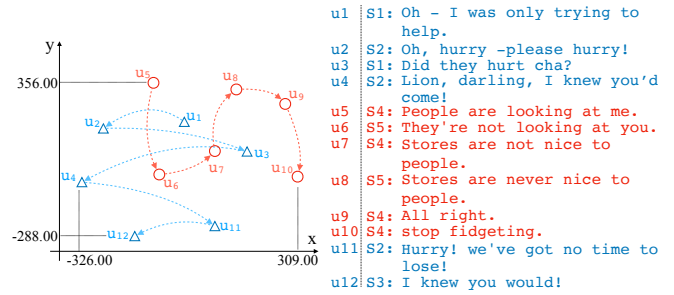 y
356.00
-288.00
-326.00
309.00
x
u5
u8
u9
u2
u1
u3
u7
u10
u4
u6
u12
u11
u1 S1: Oh - I was only trying to
help.
u2 S2: Oh, hurry -please hurry!
u3 S1: Did they hurt cha?
u4 S2: Lion, darling, I knew you'd
come!
u5 S4: People are looking at me.
u6 S5: They're not looking at you.
u7 S4: Stores are not nice to
people.
u8 S5: Stores are never nice to
people.
u9 S4: All right.
u10 S4: stop fidgeting.
u11 S2: Hurry! we've got no time to
lose!
u12 S3: I knew you would!